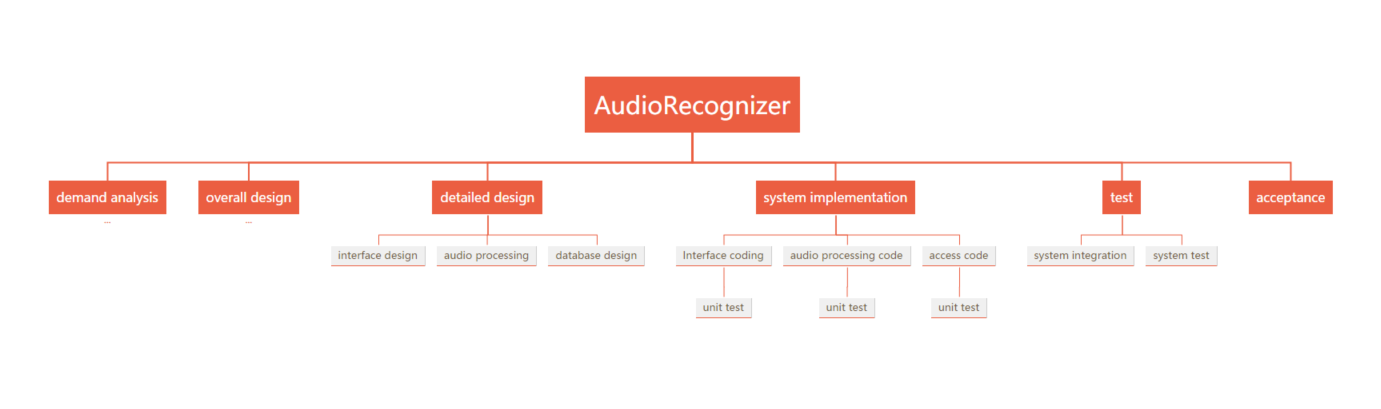 AudioRecognizer
demand analysis
overall design
detailed design
system implementation
test
acceptance
...
...
interface design
audio processing
database design
Interface coding
audio processing code
access code
system integration
system test
unit test
unit test
unit test